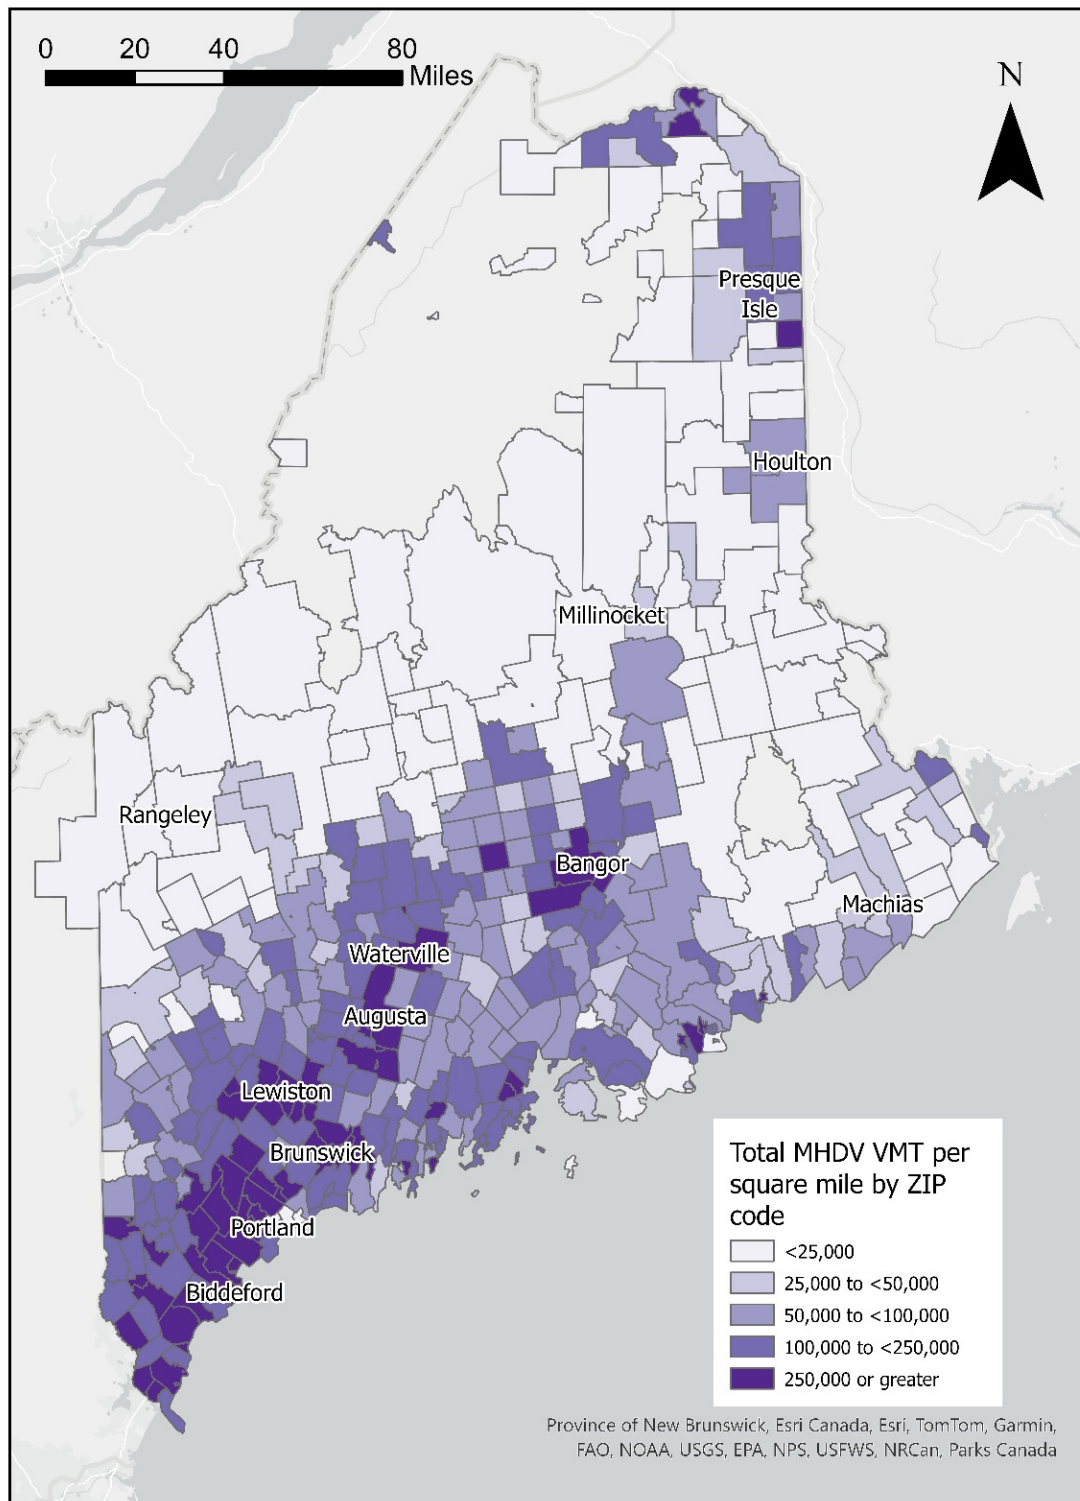 0 20 40 80
Miles
N
Presque
Isle
Houlton
Millinocket
Rangeley
Bangor
Machias
Waterville
Augusta
Lewiston
Brunswick
Portland
Biddeford
Total MHDV VMT per
square mile by ZIP
code
<25,000
25,000 to <50,000
50,000 to <100,000
100,000 to <250,000
250,000 or greater
Province of New Brunswick, Esri Canada, Esri, TomTom, Garmin,
FAO, NOAA, USGS, EPA, NPS, USFWS, NRCan, Parks Canada